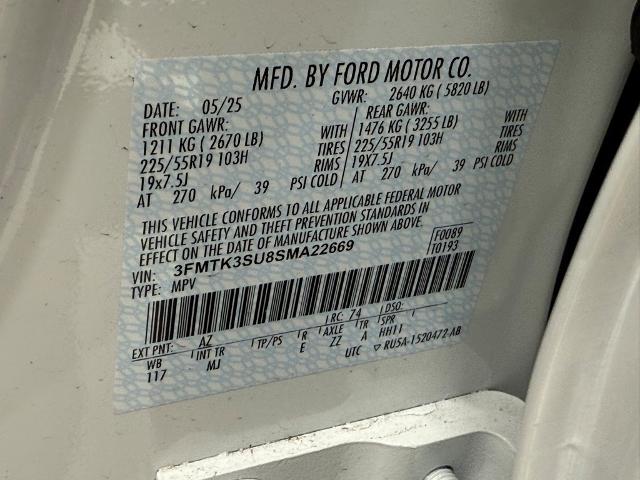 MFD. BY FORD MOTOR CO.
DATE: 05/25 GVWR: 2640 KG ( 5820 LB)
FRONT GAWR: REAR GAWR:
1211 KG ( 2670 LB) WITH 1476 KG ( 3255 LB) WITH
225/55R19 103H TIRES 225/55R19 103H TIRES
19x7.5J RIMS 19X7.5J RIMS
AT 270 kPa/ 39 PSI COLD AT 270 kPa/ 39 PSI COLD
THIS VEHICLE CONFORMS TO ALL APPLICABLE FEDERAL MOTOR
VEHICLE SAFETY AND THEFT PREVENTION STANDARDS IN
EFFECT ON THE DATE OF MANUFACTURE SHOWN ABOVE.
VIN: 3FMTK3SU8SMA22669 F0089
TYPE: MPV T0193
EXT PNT: AZ RC: 74 DSO:
WB INT TR TP/PS R AXLE TR SPR
117 MJ E ZZ A HH11
UTC ▽ RU5A-1520472-AB